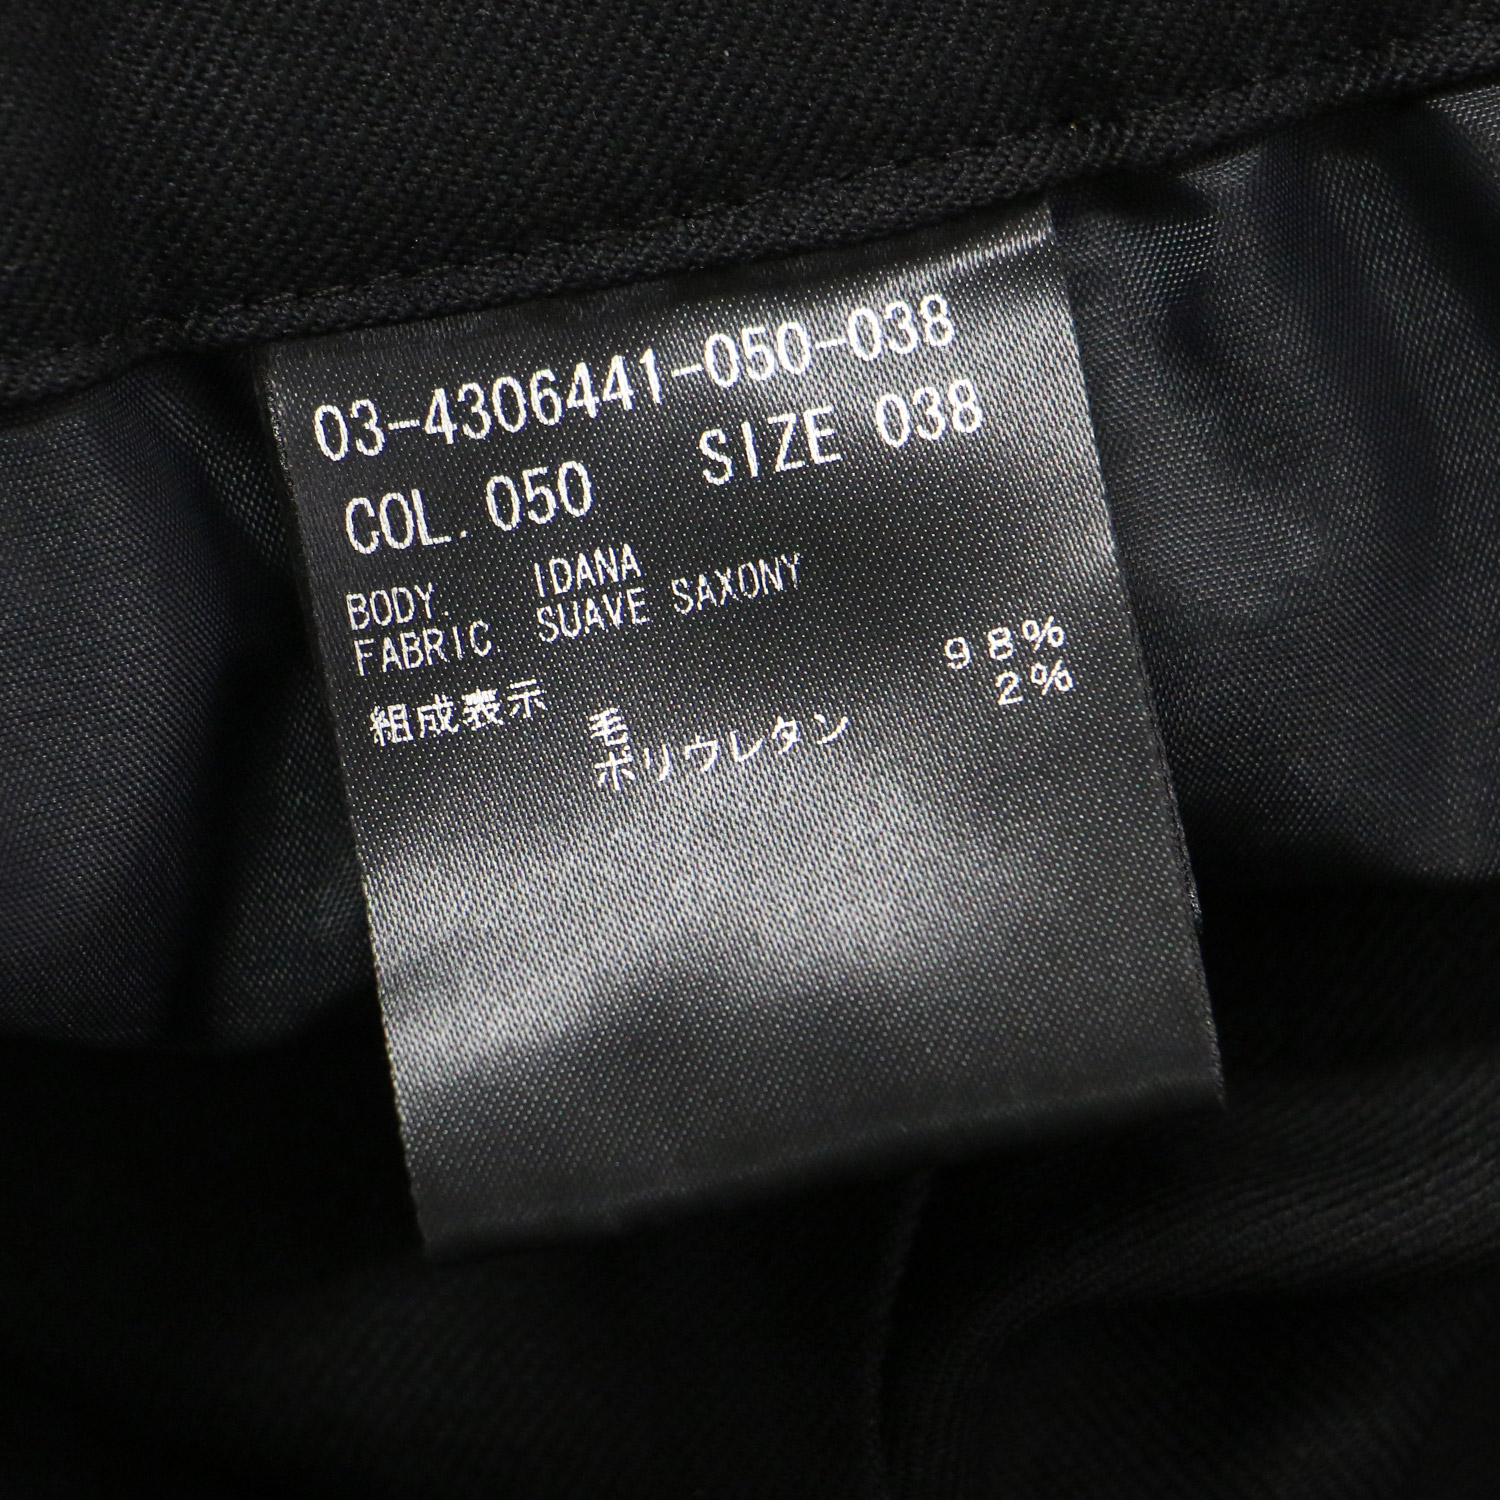 03-4306441-050-038
COL. 050 SIZE 038
BODY. IDANA
FABRIC SUAVE SAXONY
組成表示
毛 98%
ポリウレタン 2%